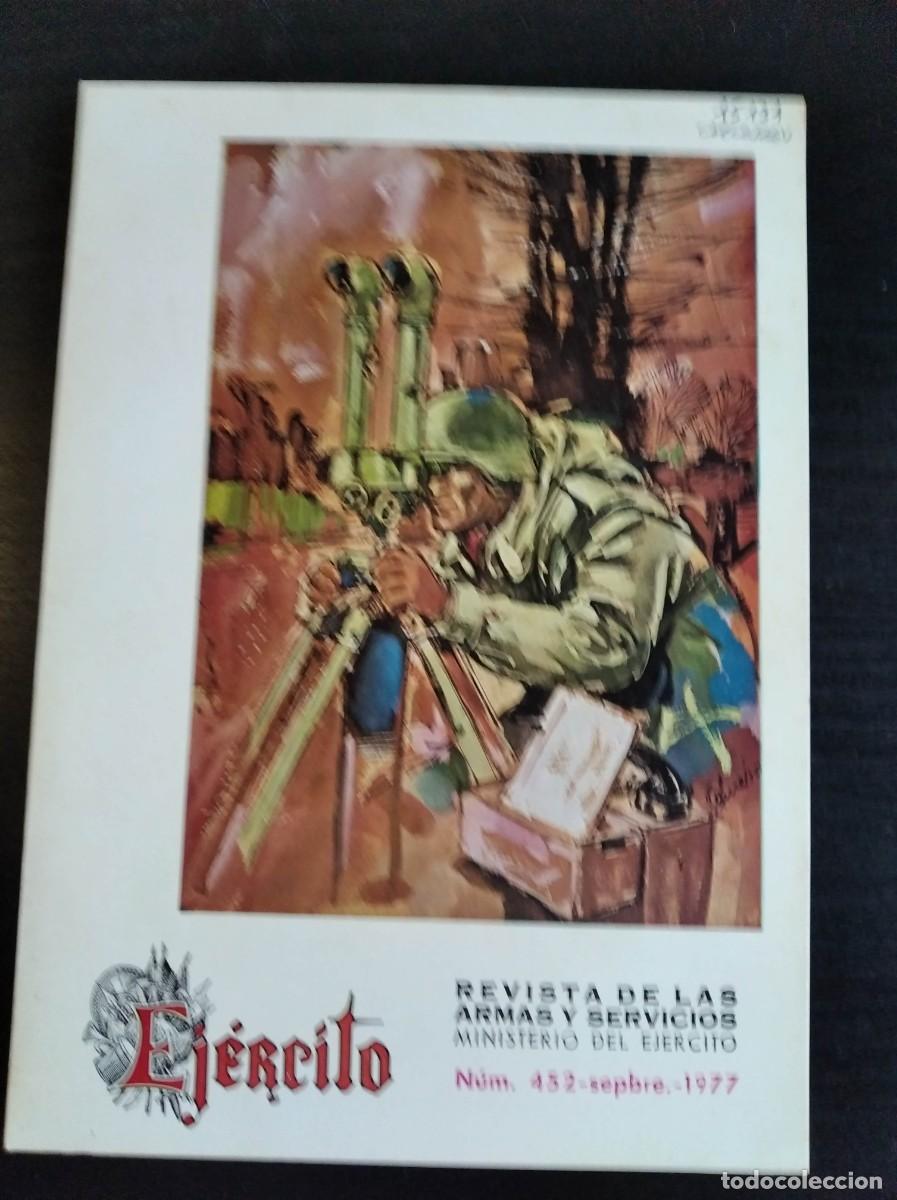 Ejército
REVISTA DE LAS
ARMAS Y SERVICIOS
MINISTERIO DEL EJERCITO
Núm. 452-sepbre.-1977
todocoleccion